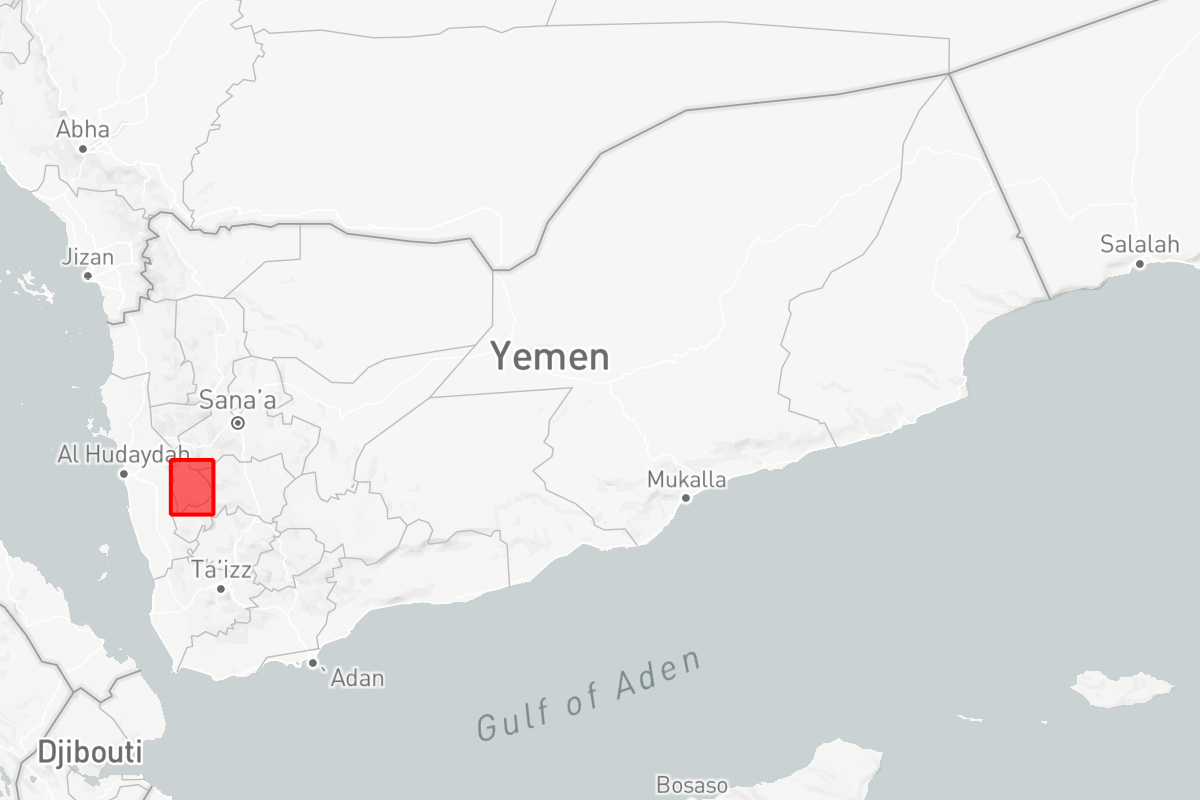 Abha
Jizan
Salalah
Yemen
Sana'a
Al Hudaydah
Mukalla
Ta'izz
`Adan
Gulf of Aden
Djibouti
Bosaso